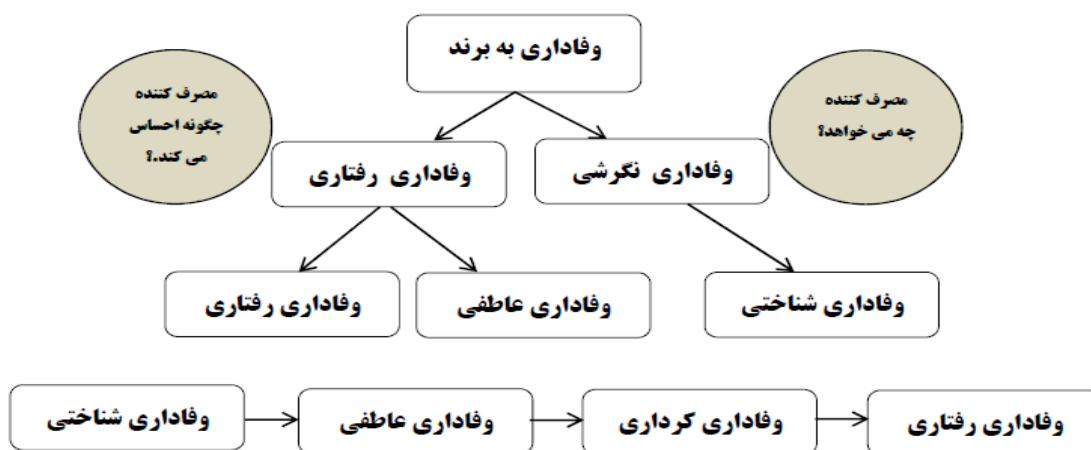 وفاداری به برند
مصرف کننده
چه می خواهد؟
مصرف کننده
چگونه احساس
می کند.؟
وفاداری نگرشی
وفاداری رفتاری
وفاداری شناختی
وفاداری عاطفی
وفاداری رفتاری
وفاداری شناختی
وفاداری عاطفی
وفاداری کرداری
وفاداری رفتاری